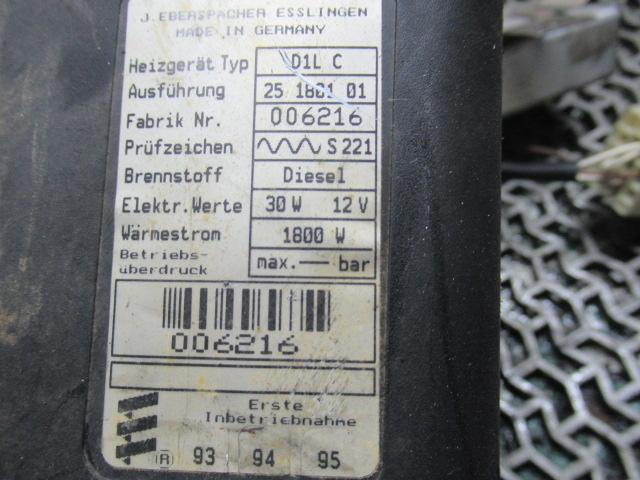 J. EBERSPÄCHER ESSLINGEN
MADE IN GERMANY
Heizgerät Typ D1L C
Ausführung 25 1801 01
Fabrik Nr. 006216
Prüfzeichen S 221
Brennstoff Diesel
Elektr. Werte 30 W 12 V
Wärmestrom 1800 W
Betriebs-
überdruck max. — bar
006216
Erste
Inbetriebnahme
A 93 94 95